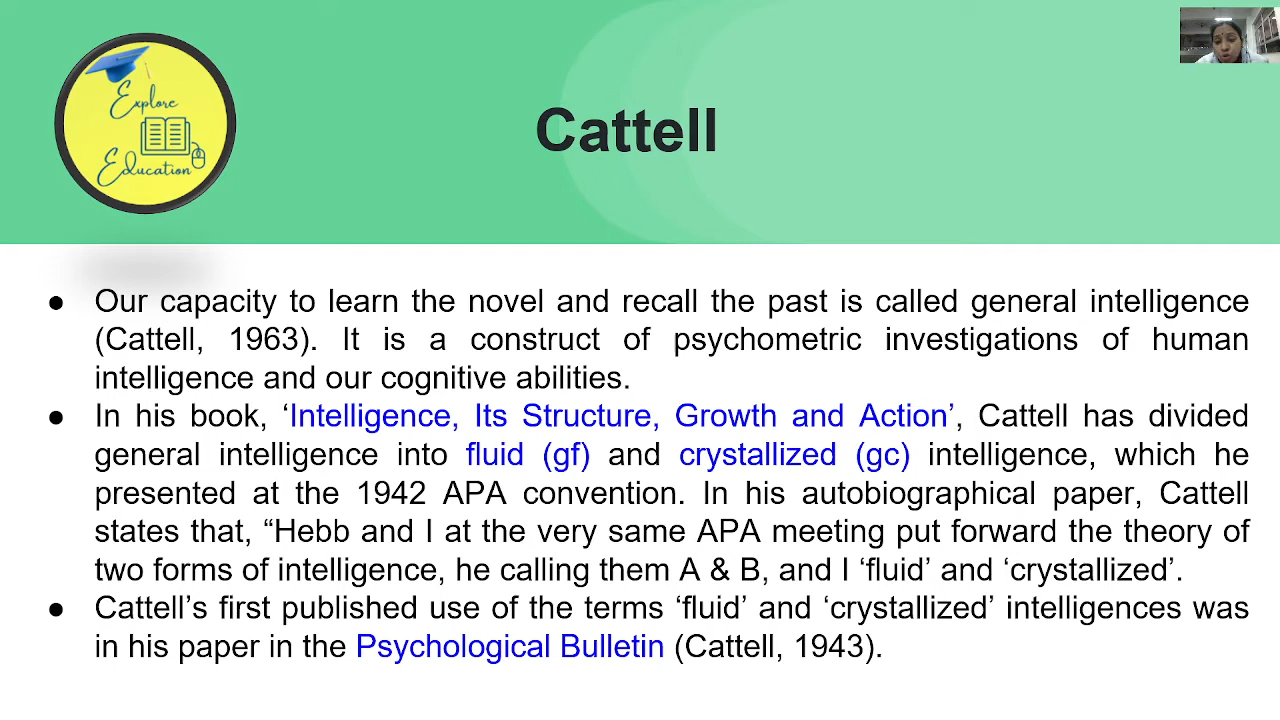 Explore
Education
Cattell
● Our capacity to learn the novel and recall the past is called general intelligence
(Cattell, 1963). It is a construct of psychometric investigations of human
intelligence and our cognitive abilities.
● In his book, ‘Intelligence, Its Structure, Growth and Action’, Cattell has divided
general intelligence into fluid (gf) and crystallized (gc) intelligence, which he
presented at the 1942 APA convention. In his autobiographical paper, Cattell
states that, “Hebb and I at the very same APA meeting put forward the theory of
two forms of intelligence, he calling them A & B, and I ‘fluid’ and ‘crystallized’.
● Cattell’s first published use of the terms ‘fluid’ and ‘crystallized’ intelligences was
in his paper in the Psychological Bulletin (Cattell, 1943).